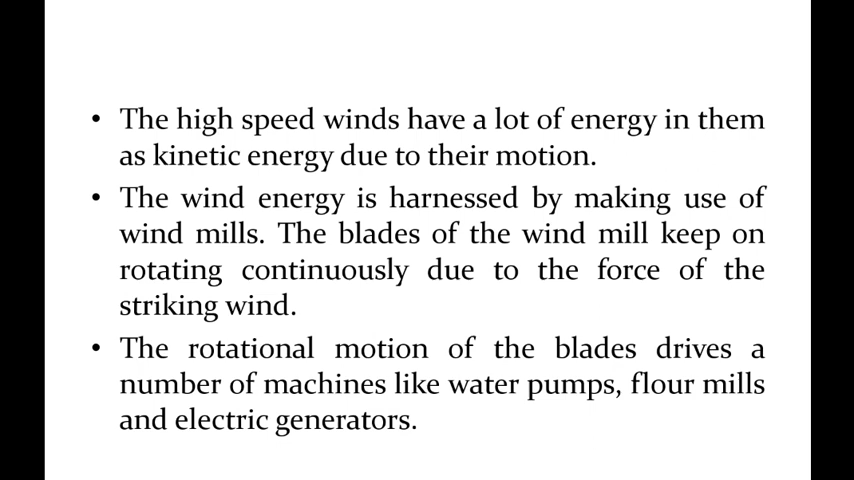 • The high speed winds have a lot of energy in them
as kinetic energy due to their motion.
• The wind energy is harnessed by making use of
wind mills. The blades of the wind mill keep on
rotating continuously due to the force of the
striking wind.
• The rotational motion of the blades drives a
number of machines like water pumps, flour mills
and electric generators.